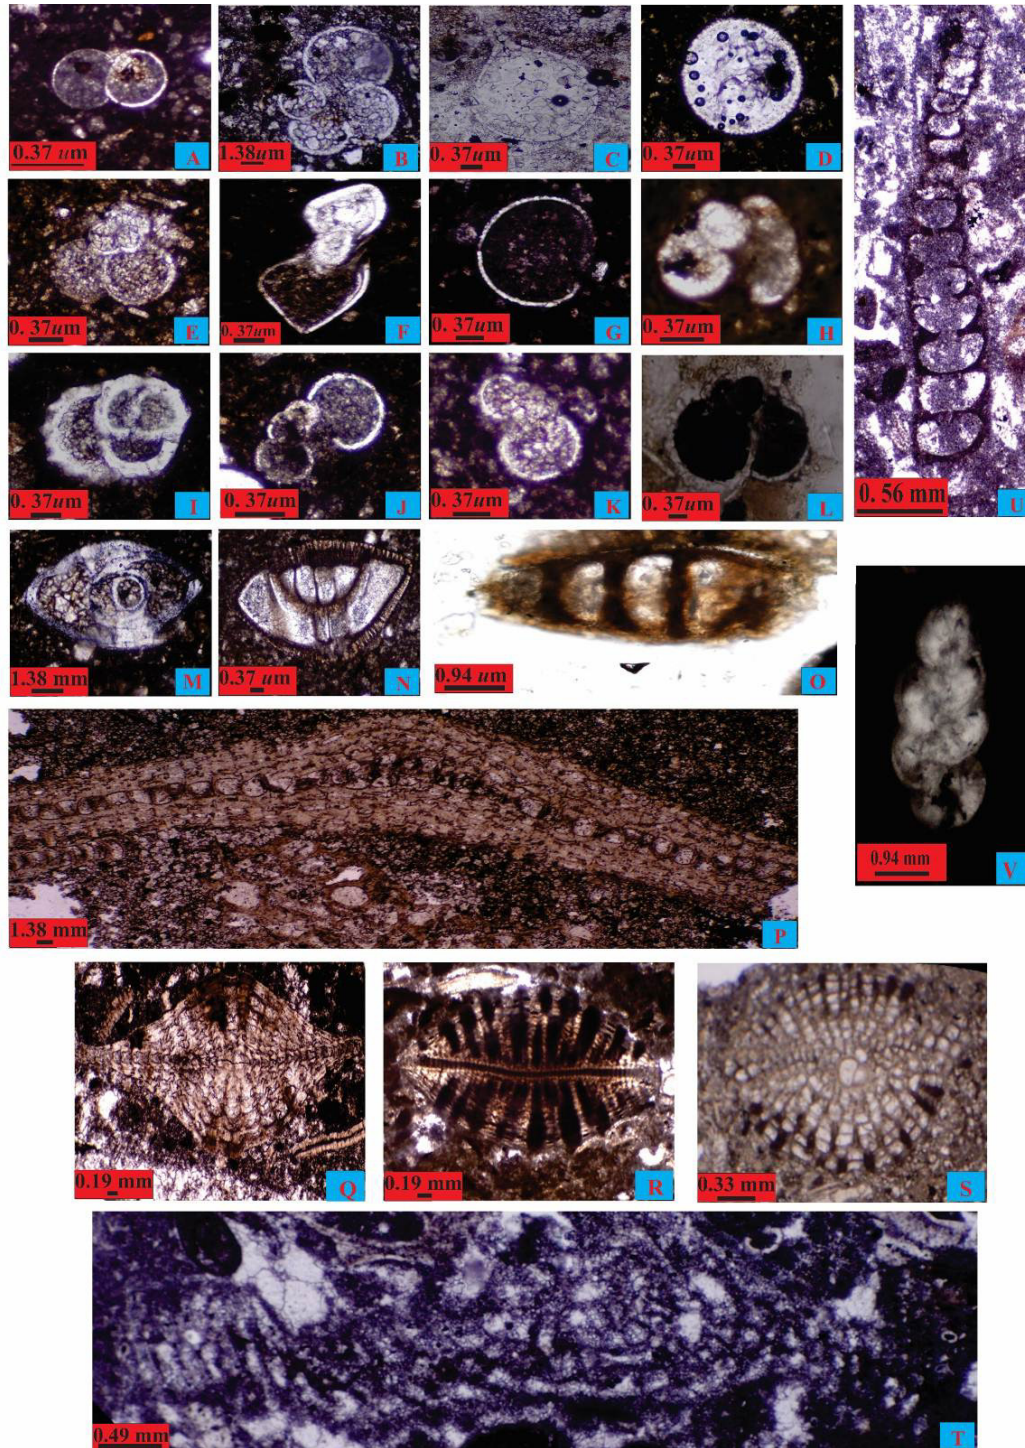 0.37 um
A
1.38um
B
0. 37um
C
0. 37um
D
0. 37um
E
0. 37um
F
0. 37um
G
0. 37um
H
0.37um
I
0. 37um
J
0. 37um
K
0. 37um
L
0. 56 mm
U
1.38 mm
M
0.37 um
N
0.94 um
O
0.94 mm
V
1.38 mm
P
0.19 mm
Q
0.19 mm
R
0.33 mm
S
0.49 mm
T